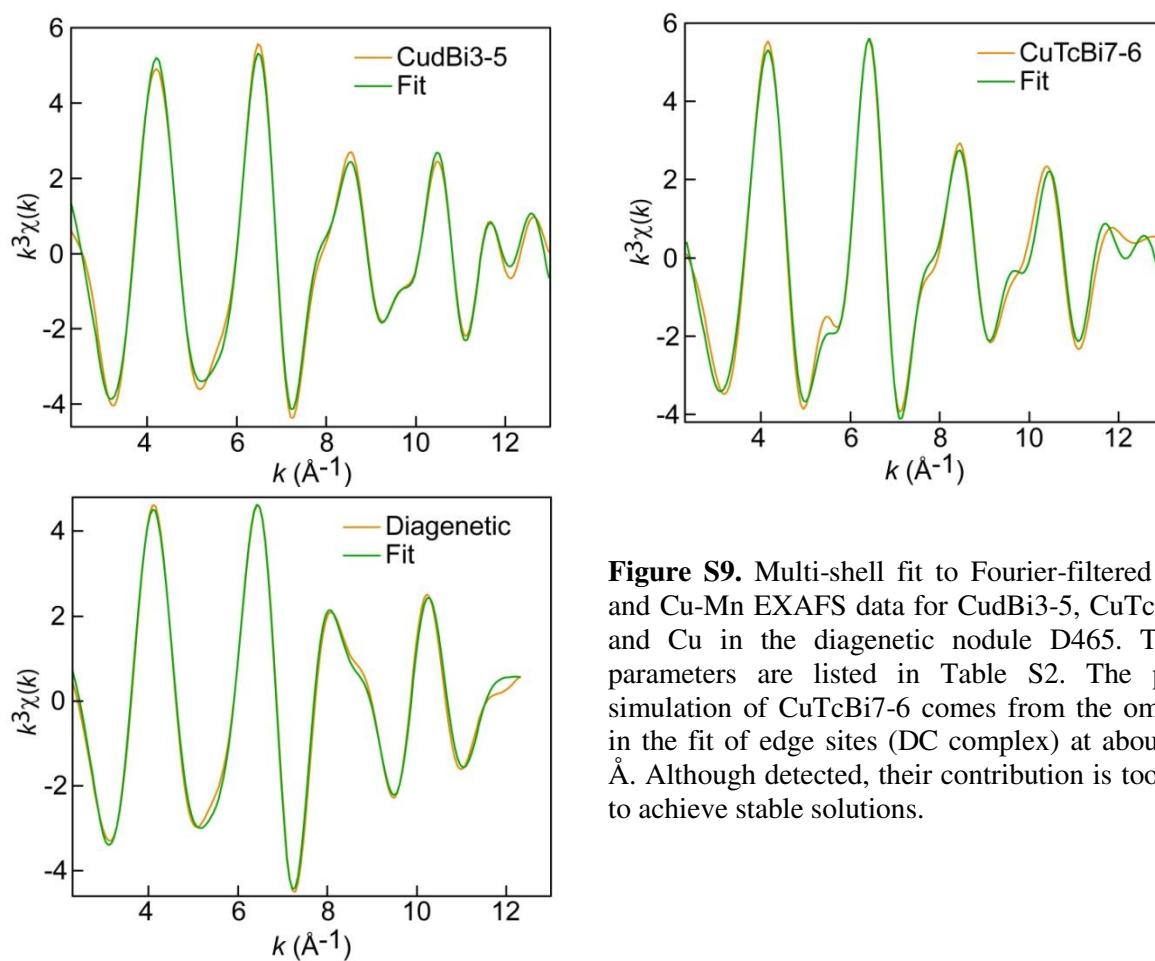 6
4
2
0
-2
-4
k³χ(k)
CudBi3-5
Fit
4 6 8 10 12
k (Å⁻¹)
6
4
2
0
-2
-4
k³χ(k)
CuTcBi7-6
Fit
4 6 8 10 12
k (Å⁻¹)
4
2
0
-2
-4
k³χ(k)
Diagenetic
Fit
4 6 8 10 12
k (Å⁻¹)
Figure S9. Multi-shell fit to Fourier-filtered
and Cu-Mn EXAFS data for CudBi3-5, CuTc
and Cu in the diagenetic nodule D465. T
parameters are listed in Table S2. The p
simulation of CuTcBi7-6 comes from the om
in the fit of edge sites (DC complex) at abou
Å. Although detected, their contribution is too
to achieve stable solutions.